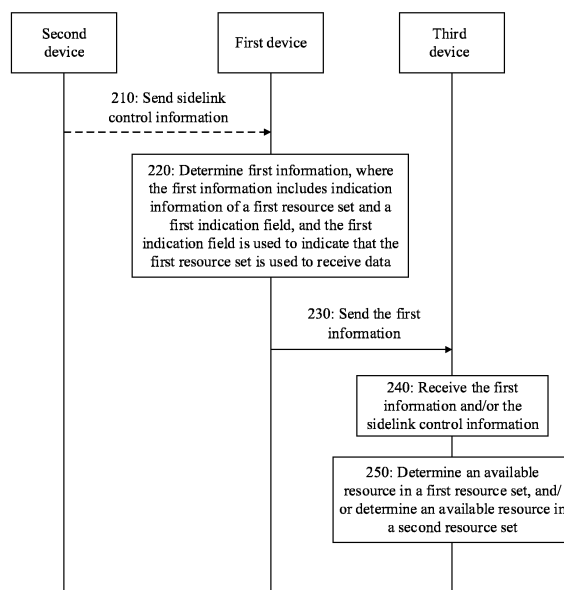 Second
device
First device
Third
device
210: Send sidelink
control information
220: Determine first information, where
the first information includes indication
information of a first resource set and a
first indication field, and the first
indication field is used to indicate that the
first resource set is used to receive data
230: Send the first
information
240: Receive the first
information and/or the
sidelink control information
250: Determine an available
resource in a first resource set, and/
or determine an available resource in
a second resource set